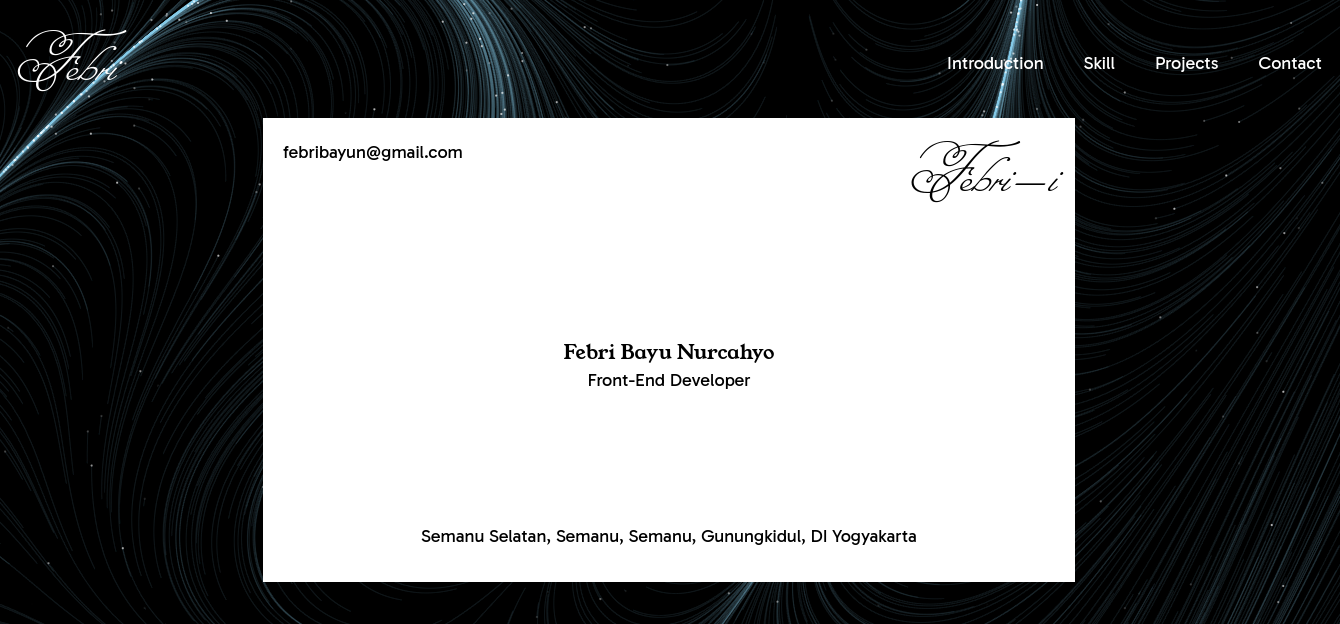 Febri
Introduction Skill Projects Contact
febribayun@gmail.com
Febri—i
Febri Bayu Nurcahyo
Front-End Developer
Semanu Selatan, Semanu, Semanu, Gunungkidul, DI Yogyakarta